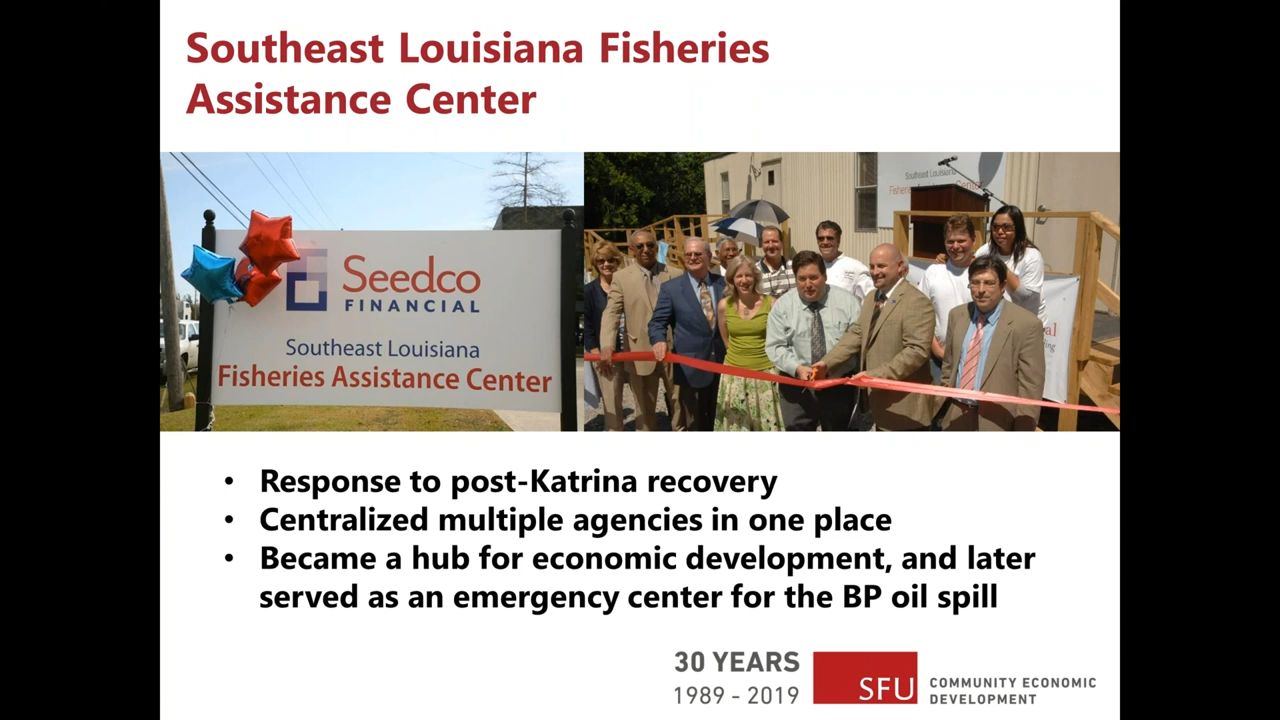 Southeast Louisiana Fisheries
Assistance Center
Seedco
FINANCIAL
Southeast Louisiana
Fisheries Assistance Center
Southeast Louisiana
• Response to post-Katrina recovery
• Centralized multiple agencies in one place
• Became a hub for economic development, and later
served as an emergency center for the BP oil spill
30 YEARS
1989 - 2019
SFU
COMMUNITY ECONOMIC
DEVELOPMENT